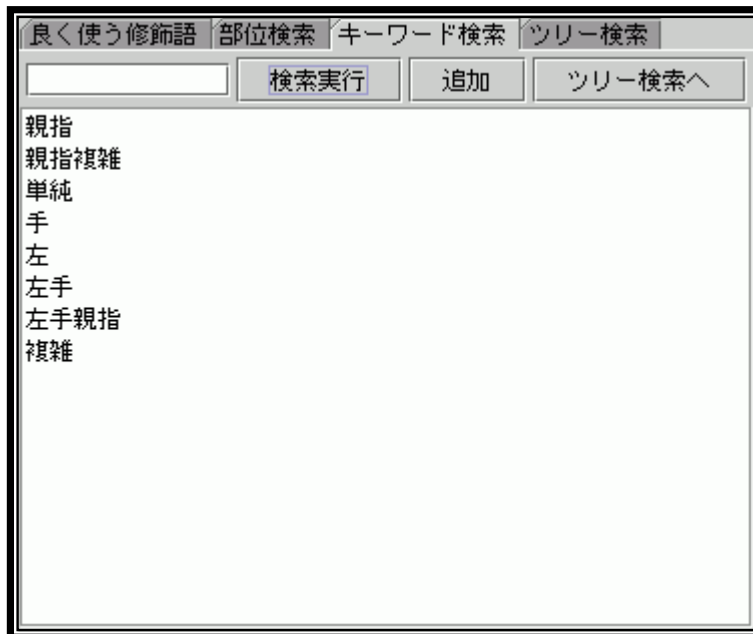 良く使う修飾語 部位検索 キーワード検索 ツリー検索
検索実行 追加 ツリー検索へ
親指
親指複雑
単純
手
左
左手
左手親指
複雑